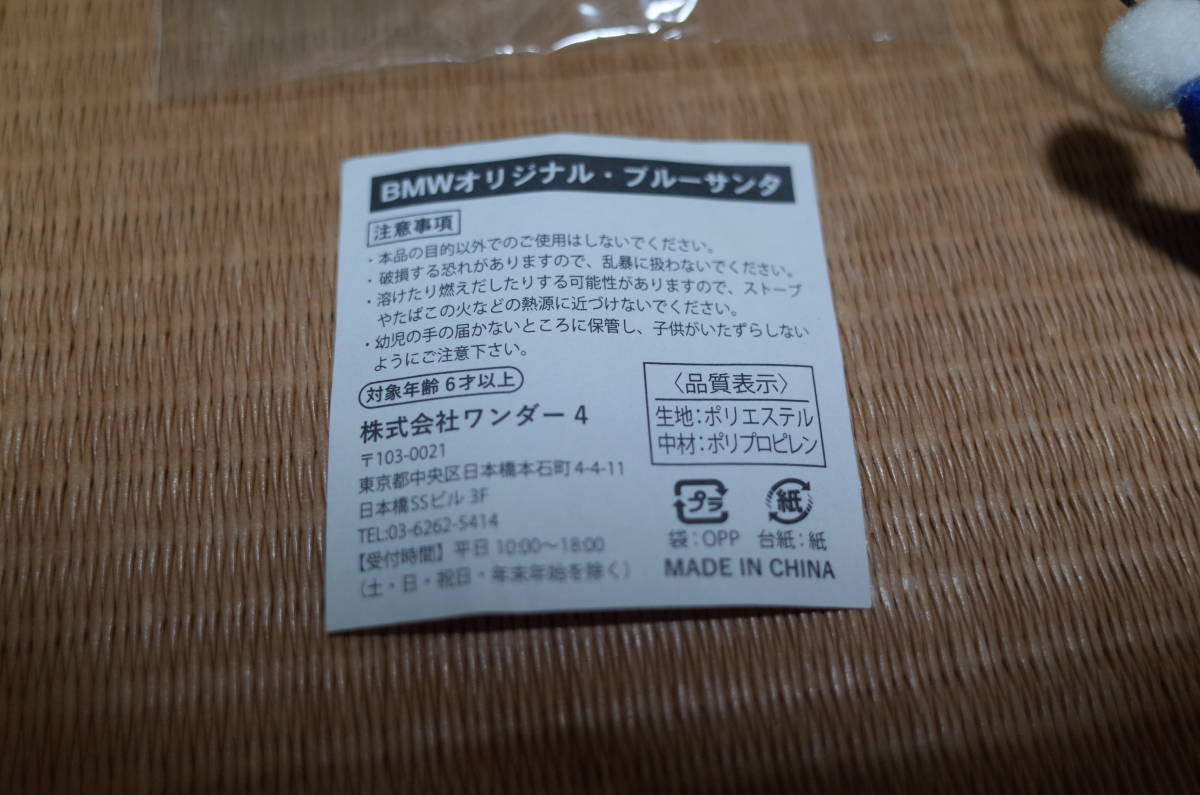 BMWオリジナル・ブルーサンタ
注意事項
・本品の目的以外でのご使用はしないでください。
・破損する恐れがありますので、乱暴に扱わないでください。
・溶けたり燃えだしたりする可能性がありますので、ストーブ
やたばこの火などの熱源に近づけないでください。
・幼児の手の届かないところに保管し、子供がいたずらしない
ようにご注意下さい。
対象年齢 6才以上
株式会社ワンダー4
〒103-0021
東京都中央区日本橋本石町4-4-11
日本橋SSビル 3F
TEL:03-6262-5414
【受付時間】平日 10:00～18:00
(土・日・祝日・年末年始を除く)
〈品質表示〉
生地:ポリエステル
中材:ポリプロピレン
プラ 紙
袋:OPP 台紙:紙
MADE IN CHINA